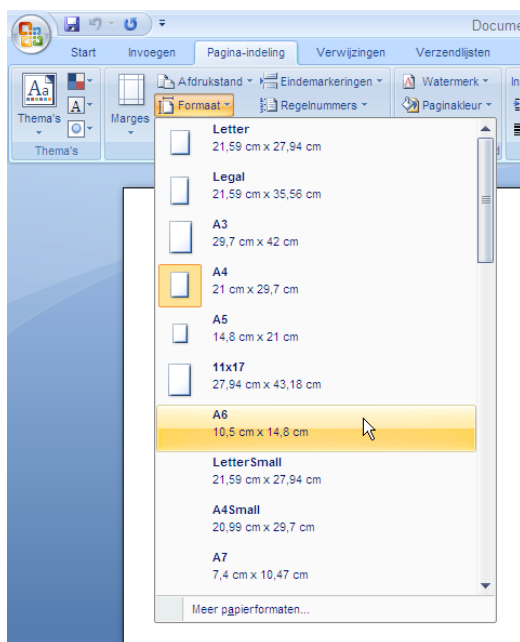 Docume
Start Invoegen Pagina-indeling Verwijzingen Verzendlijsten
Aa Afdrukstand Eindemarkeringen Watermerk In
A Thema's Marges Formaat Regelnummers Paginakleur
Thema's
Letter
21,59 cm x 27,94 cm
Legal
21,59 cm x 35,56 cm
A3
29,7 cm x 42 cm
A4
21 cm x 29,7 cm
A5
14,8 cm x 21 cm
11x17
27,94 cm x 43,18 cm
A6
10,5 cm x 14,8 cm
LetterSmall
21,59 cm x 27,94 cm
A4Small
20,99 cm x 29,7 cm
A7
7,4 cm x 10,47 cm
Meer papierformaten...